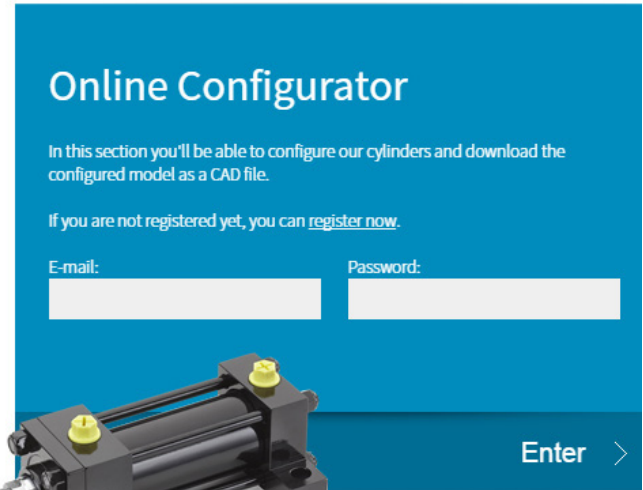 Online Configurator
In this section you'll be able to configure our cylinders and download the
configured model as a CAD file.
If you are not registered yet, you can register now.
E-mail:
Password:
Enter